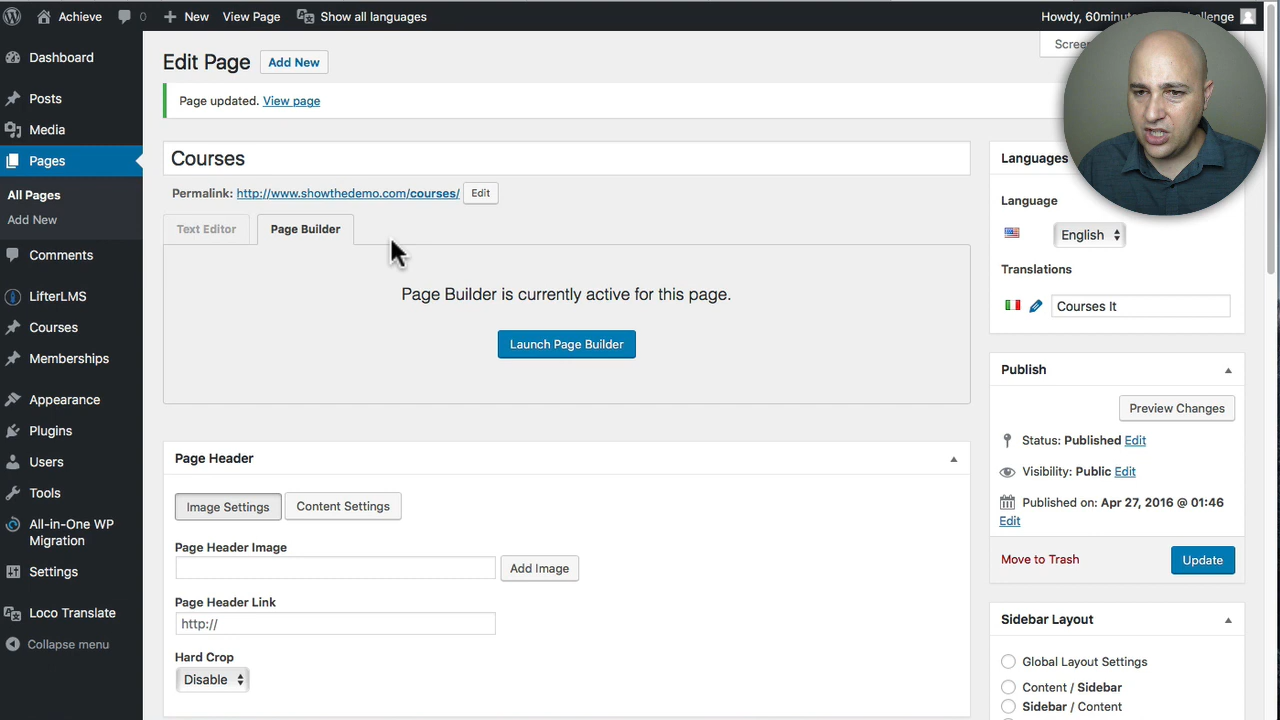 Achieve 0 New View Page Show all languages Howdy, 60minut
Dashboard
Posts
Media
Pages
All Pages
Add New
Comments
LifterLMS
Courses
Memberships
Appearance
Plugins
Users
Tools
All-in-One WP
Migration
Settings
Loco Translate
Collapse menu
Edit Page Add New
Page updated. View page
Courses
Permalink: http://www.showthedemo.com/courses/ Edit
Text Editor Page Builder
Page Builder is currently active for this page.
Launch Page Builder
Page Header
Image Settings Content Settings
Page Header Image
Add Image
Page Header Link
http://
Hard Crop
Disable
Languages
Language
English
Translations
Courses It
Publish
Preview Changes
Status: Published Edit
Visibility: Public Edit
Published on: Apr 27, 2016 @ 01:46
Edit
Move to Trash Update
Sidebar Layout
Global Layout Settings
Content / Sidebar
Sidebar / Content